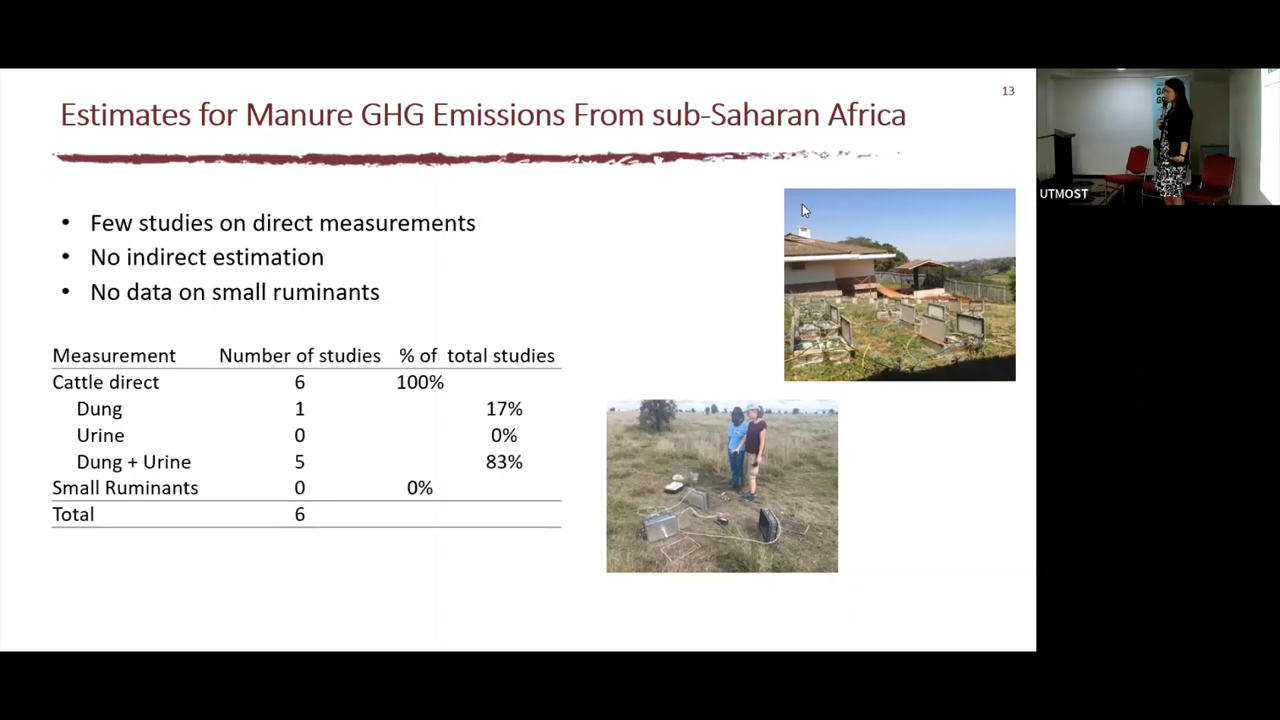 13
Estimates for Manure GHG Emissions From sub-Saharan Africa
• Few studies on direct measurements
• No indirect estimation
• No data on small ruminants
Measurement Number of studies % of total studies
Cattle direct 6 100%
Dung 1 17%
Urine 0 0%
Dung + Urine 5 83%
Small Ruminants 0 0%
Total 6
UTMOST